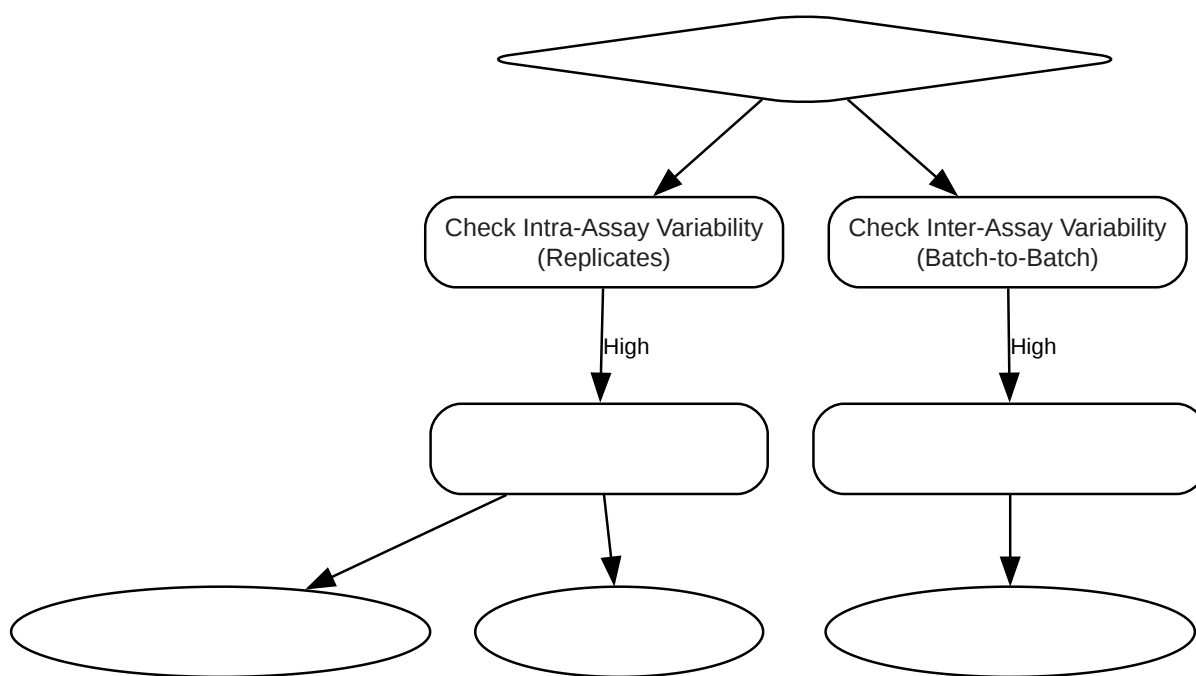 Check Intra-Assay Variability
(Replicates)
Check Inter-Assay Variability
(Batch-to-Batch)
High
High